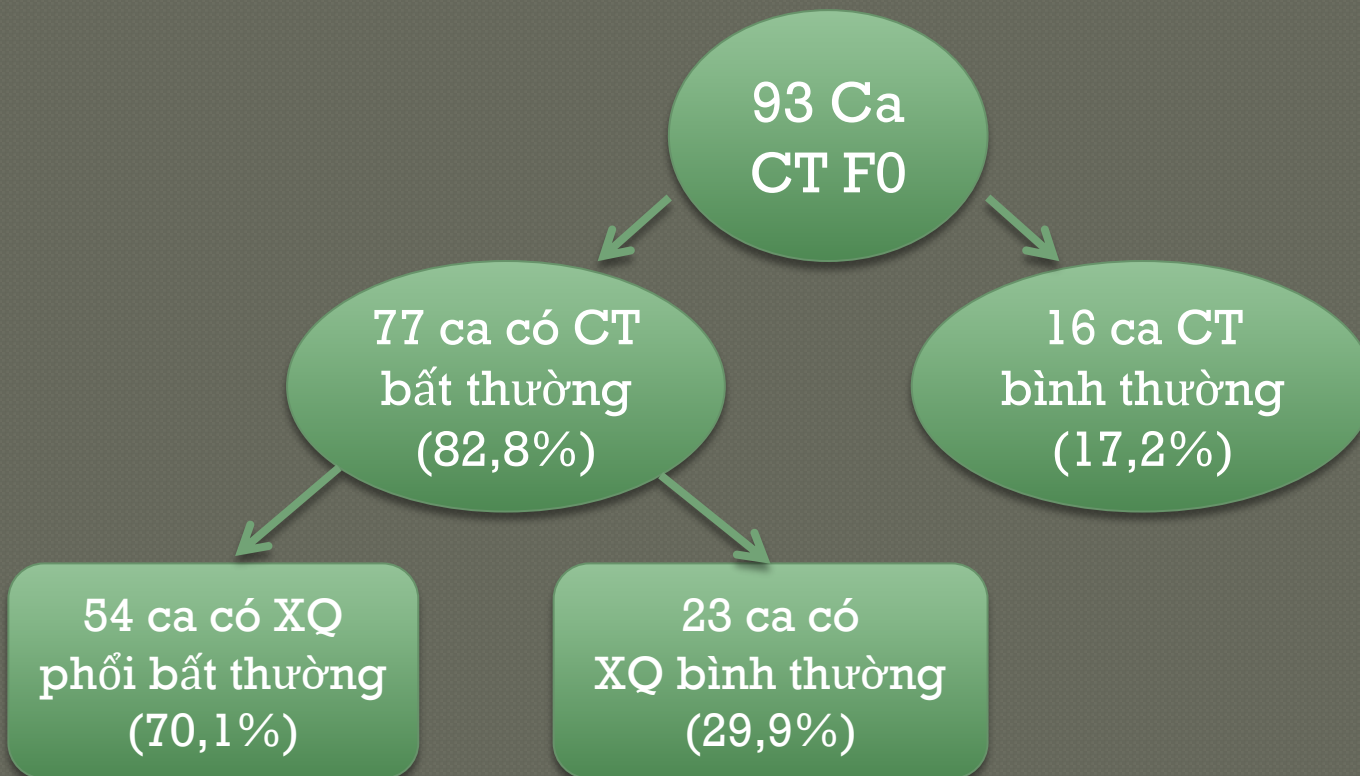 93 Ca
CT F0
77 ca có CT
bất thường
(82,8%)
16 ca CT
bình thường
(17,2%)
54 ca có XQ
phổi bất thường
(70,1%)
23 ca có
XQ bình thường
(29,9%)